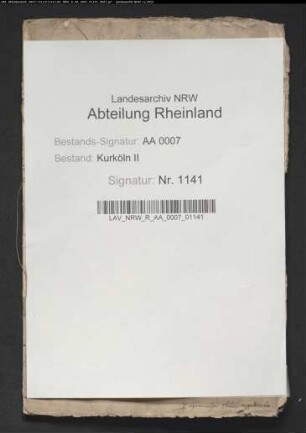 Landesarchiv NRW
Abteilung Rheinland
Bestands-Signatur: AA 0007
Bestand: Kurköln II
Signatur: Nr. 1141
LAV_NRW_R_AA_0007_01141